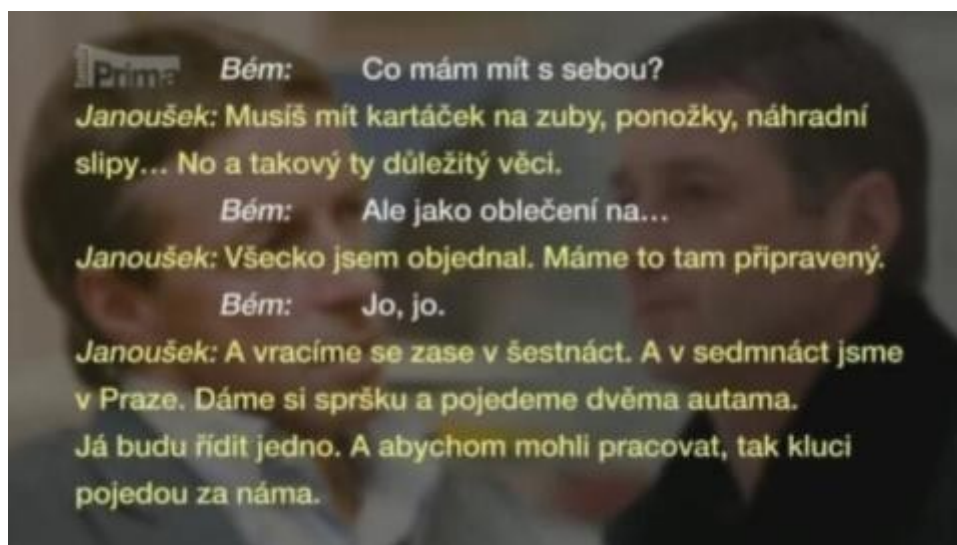 Prima
Bém: Co mám mít s sebou?
Janoušek: Musíš mít kartáček na zuby, ponožky, náhradní
slipy... No a takový ty důležitý věci.
Bém: Ale jako oblečení na...
Janoušek: Všecko jsem objednal. Máme to tam připravený.
Bém: Jo, jo.
Janoušek: A vracíme se zase v šestnáct. A v sedmnáct jsme
v Praze. Dáme si spršku a pojedeme dvěma autama.
Já budu řídit jedno. A abychom mohli pracovat, tak kluci
pojedou za náma.